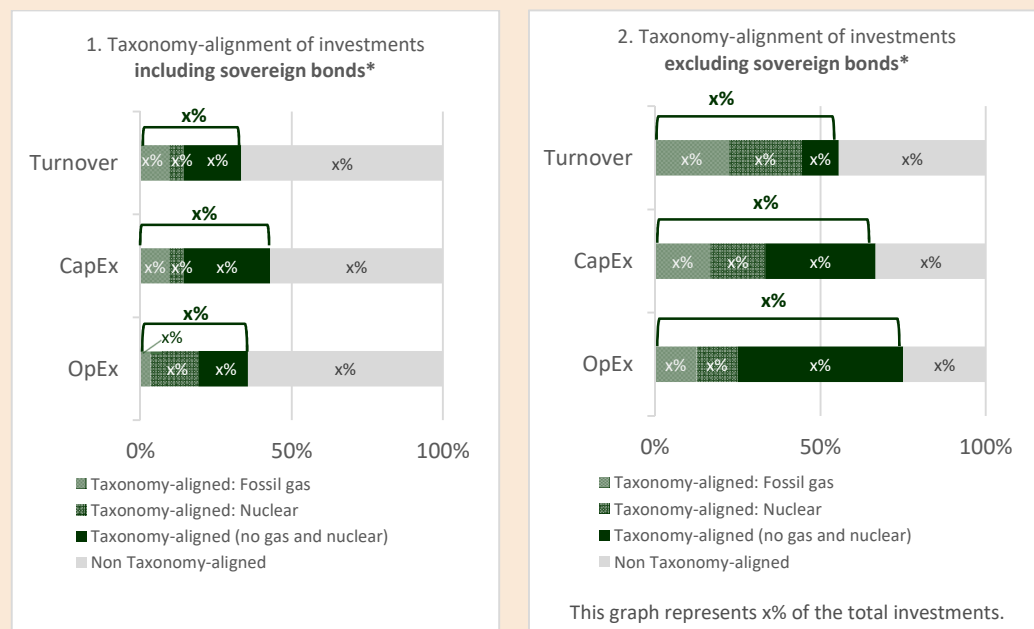 1. Taxonomy-alignment of investments
including sovereign bonds*
x%
Turnover
x%
x%
x%
x%
x%
CapEx
x%
x%
x%
x%
x%
x%
OpEx
x%
x%
x%
0%
50%
100%
Taxonomy-aligned: Fossil gas
Taxonomy-aligned: Nuclear
Taxonomy-aligned (no gas and nuclear)
Non Taxonomy-aligned
2. Taxonomy-alignment of investments
excluding sovereign bonds*
x%
Turnover
x%
x%
x%
x%
x%
CapEx
x%
x%
x%
x%
x%
OpEx
x%
x%
x%
x%
0%
50%
100%
Taxonomy-aligned: Fossil gas
Taxonomy-aligned: Nuclear
Taxonomy-aligned (no gas and nuclear)
Non Taxonomy-aligned
This graph represents x% of the total investments.